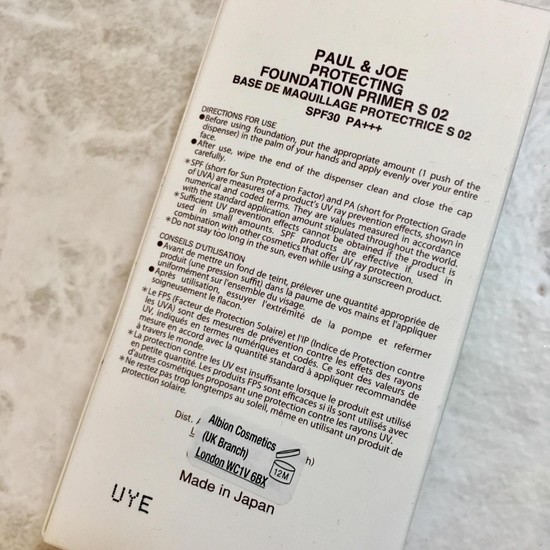 PAUL & JOE
PROTECTING
FOUNDATION PRIMER S 02
BASE DE MAQUILLAGE PROTECTRICE S 02
SPF30 PA+++
DIRECTIONS FOR USE
●Before using foundation, put the appropriate amount (1 push of the
dispenser) in the palm of your hands and apply evenly over your entire
face.
●After use, wipe the end of the dispenser clean and close the cap
carefully.
*SPF (short for Sun Protection Factor) and PA (short for Protection Grade
of UVA) are measures of a product's UV ray prevention effects, shown in
numerical and coded terms. They are values measured in accordance
with the standard application amount stipulated throughout the world.
*Sufficient UV prevention effects cannot be obtained if the product is
used in small amounts. SPF products are effective if used in
combination with other cosmetics that offer UV ray protection.
*Do not stay too long in the sun, even while using a sunscreen product.
CONSEILS D'UTILISATION
●Avant de mettre un fond de teint, prélever une quantité appropriée de
produit (une pression suffit) dans la paume de vos mains et l'appliquer
uniformément sur l'ensemble du visage.
●Après utilisation, essuyer l'extrémité de la pompe et refermer
soigneusement le flacon.
*Le FPS (Facteur de Protection Solaire) et l'IP (Indice de Protection contre
les UVA) sont des mesures de prévention contre les effets des rayons
UV, indiqués en termes numériques et codés. Ce sont des valeurs de
mesure en accord avec la quantité standard à appliquer recommandée
à travers le monde.
*La protection contre les UV est insuffisante lorsque le produit est utilisé
en petite quantité. Les produits FPS sont efficaces si ils sont utilisés avec
d'autres cosmétiques proposant une protection contre les rayons UV.
*Ne restez pas trop longtemps au soleil, même en utilisant un produit de
protection solaire.
Dist.
Albion Cosmetics
(UK Branch)
London WC1V 6BX
12M
Made in Japan
UYE